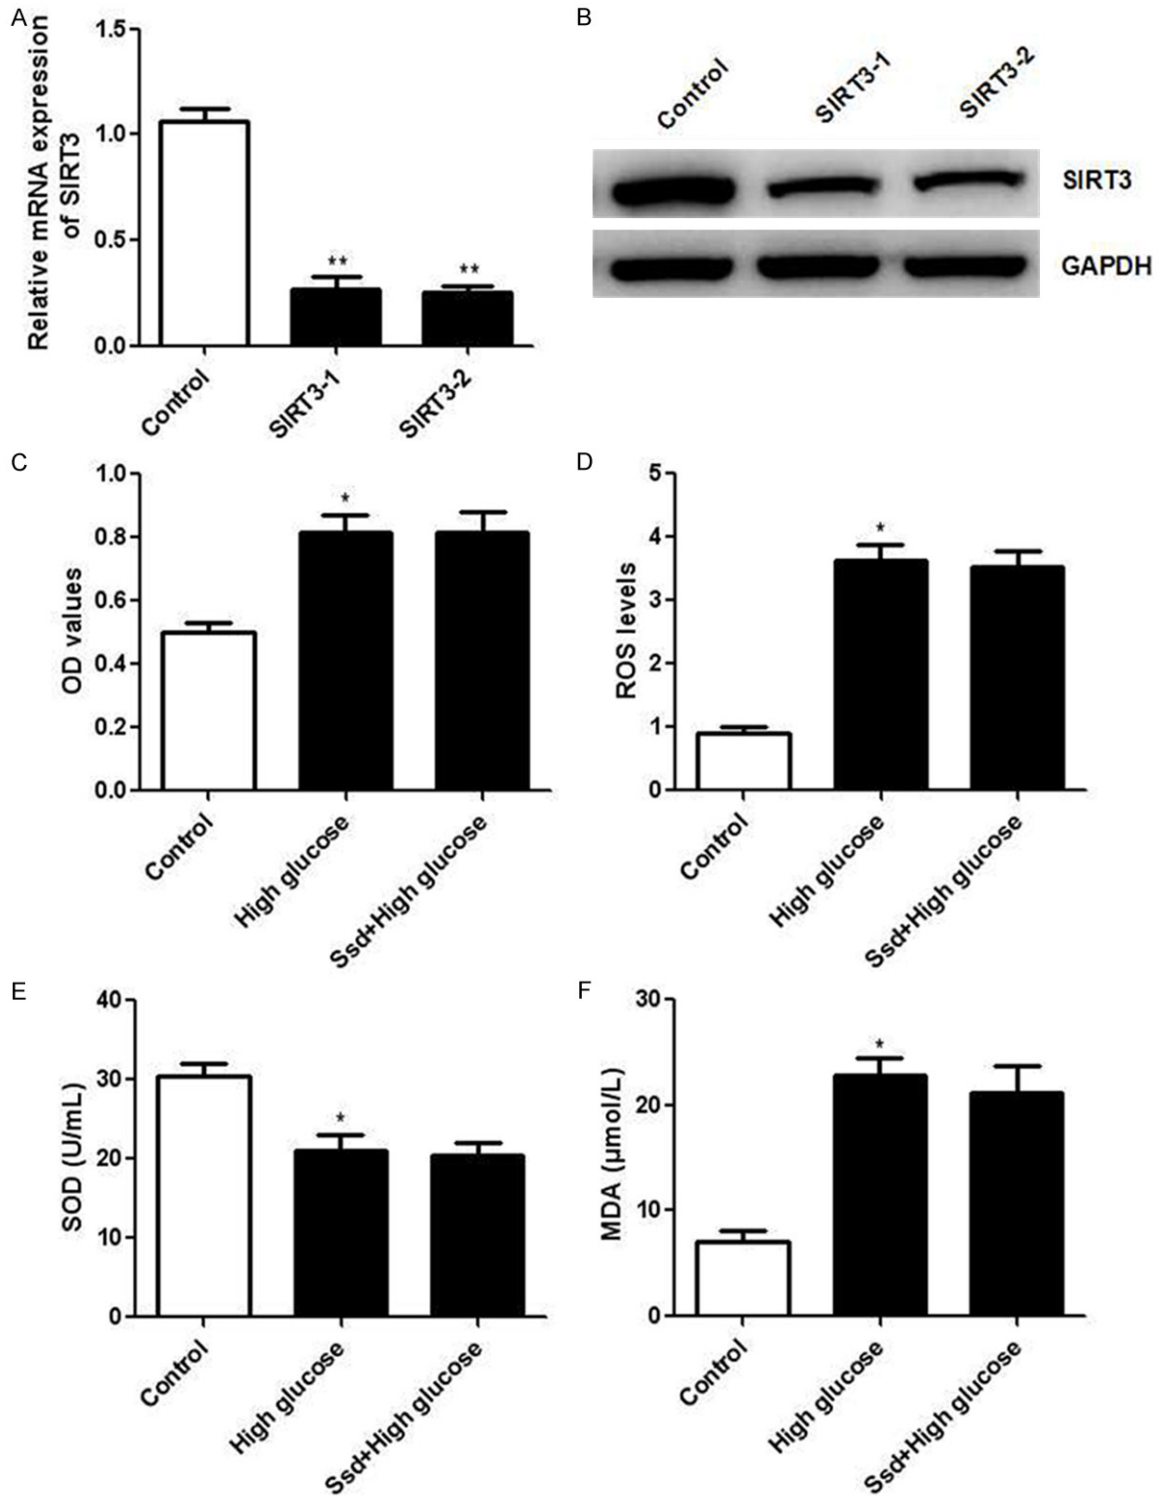 A
Relative mRNA expression
of SIRT3
1.5
1.0
0.5
0.0
**
**
Control
SIRT3-1
SIRT3-2
B
Control
SIRT3-1
SIRT3-2
SIRT3
GAPDH
C
OD values
1.0
0.8
0.6
0.4
0.2
0.0
*
Control
High glucose
Ssd+High glucose
D
ROS levels
5
4
3
2
1
0
*
Control
High glucose
Ssd+High glucose
E
SOD (U/mL)
40
30
20
10
0
*
Control
High glucose
Ssd+High glucose
F
MDA (μmol/L)
30
20
10
0
*
Control
High glucose
Ssd+High glucose